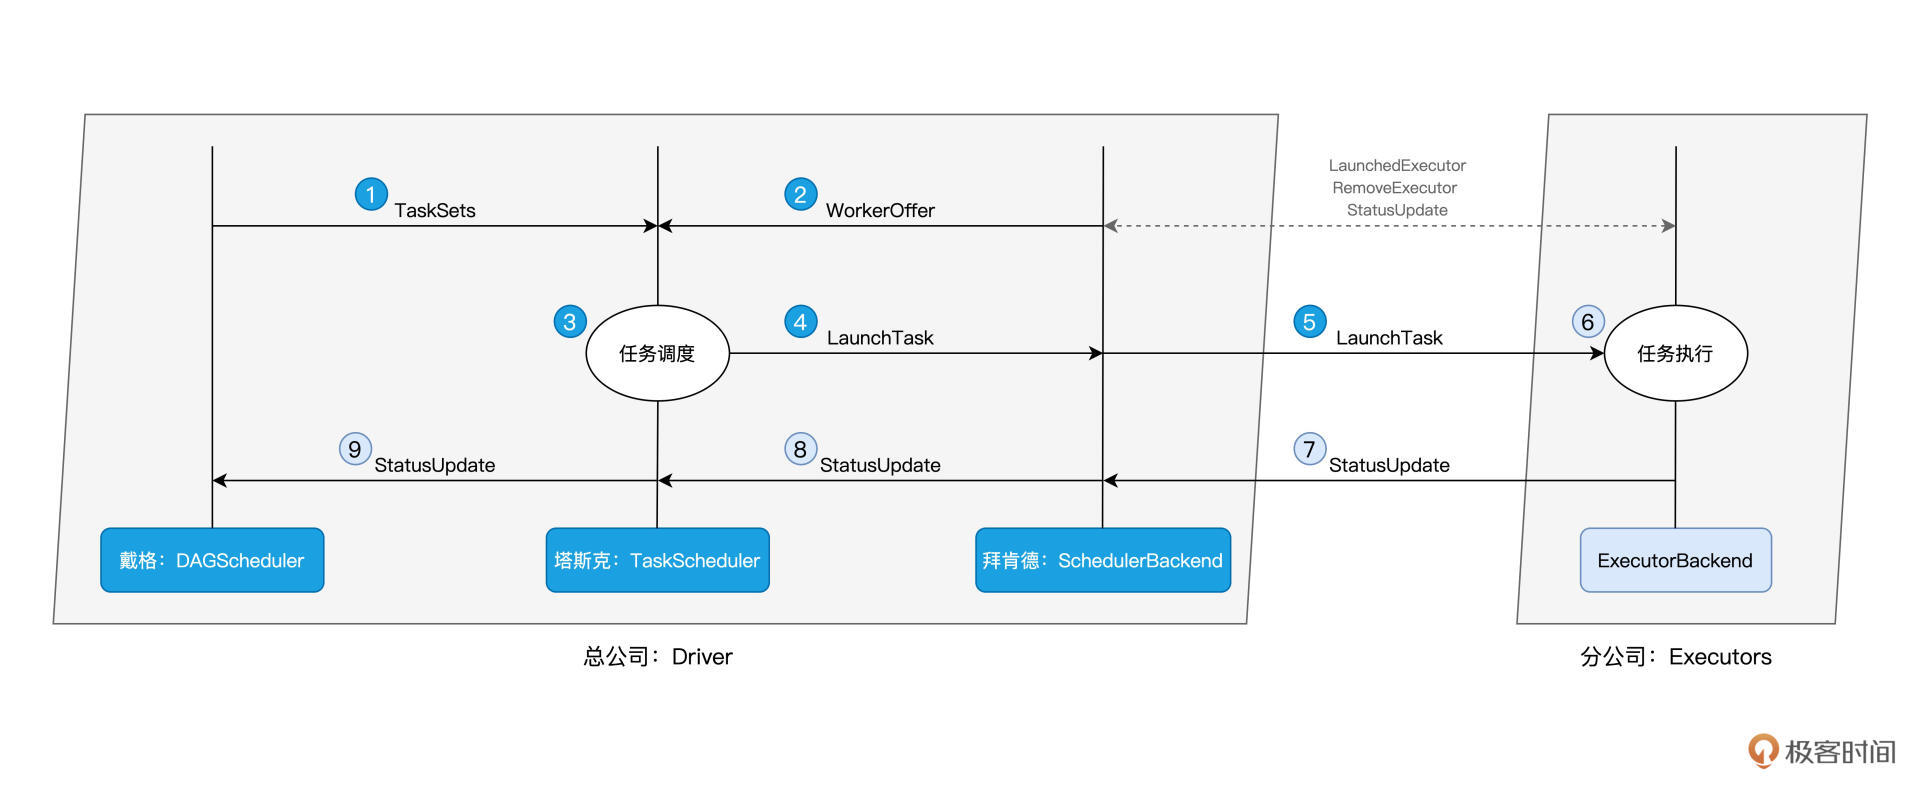 LaunchedExecutor
RemoveExecutor
StatusUpdate
1 TaskSets
2 WorkerOffer
3 任务调度
4 LaunchTask
5 LaunchTask
6 任务执行
9 StatusUpdate
8 StatusUpdate
7 StatusUpdate
戴格：DAGScheduler
塔斯克：TaskScheduler
拜肯德：SchedulerBackend
ExecutorBackend
总公司：Driver
分公司：Executors
极客时间